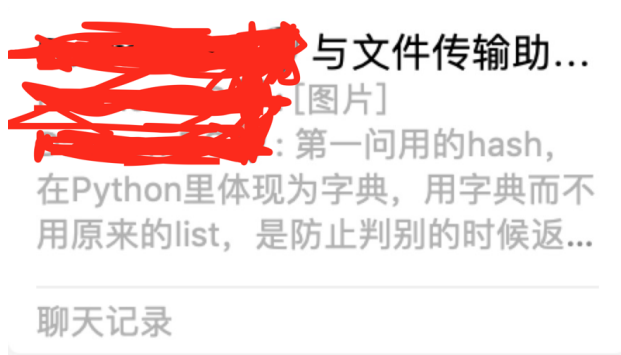 与文件传输助...
[图片]
: 第一问用的hash，
在Python里体现为字典，用字典而不
用原来的list，是防止判别的时候返...
聊天记录